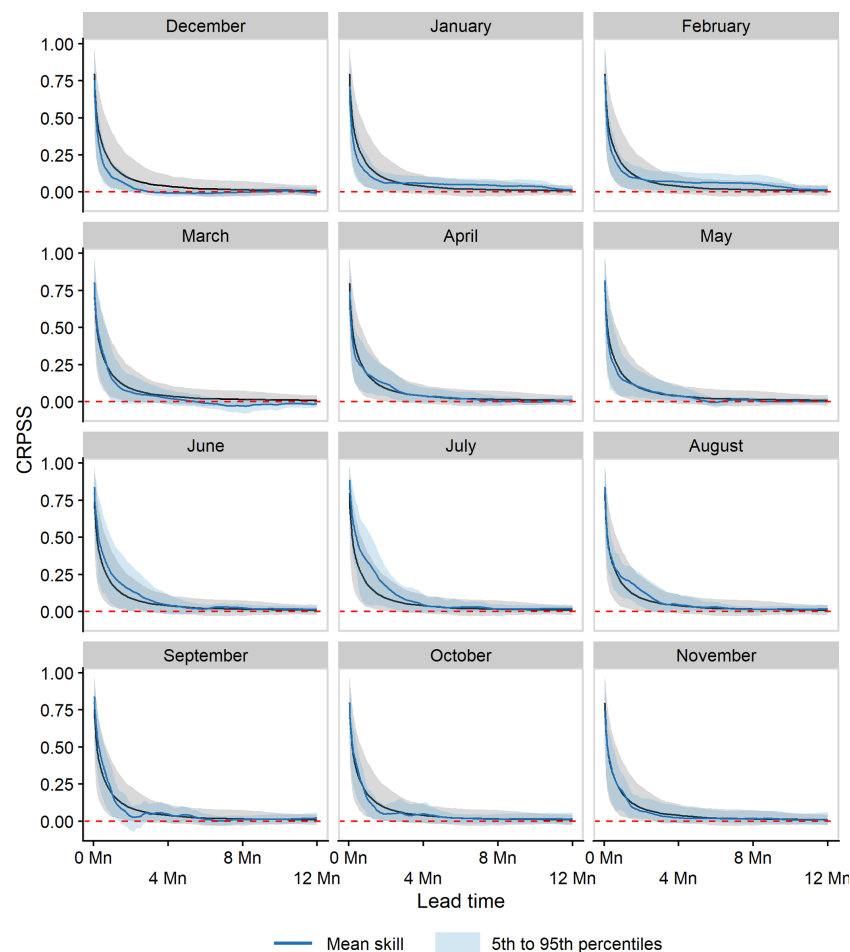 December January February
1.00
0.75
0.50
0.25
0.00
March April May
1.00
0.75
0.50
0.25
0.00
CRPSS
June July August
1.00
0.75
0.50
0.25
0.00
September October November
1.00
0.75
0.50
0.25
0.00
0 Mn 8 Mn 0 Mn 8 Mn 0 Mn 8 Mn
4 Mn 12 Mn 4 Mn 12 Mn 4 Mn 12 Mn
Lead time
Mean skill 5th to 95th percentiles